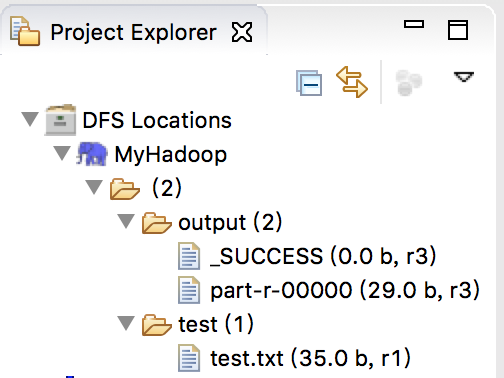 Project Explorer
DFS Locations
MyHadoop
(2)
output (2)
_SUCCESS (0.0 b, r3)
part-r-00000 (29.0 b, r3)
test (1)
test.txt (35.0 b, r1)